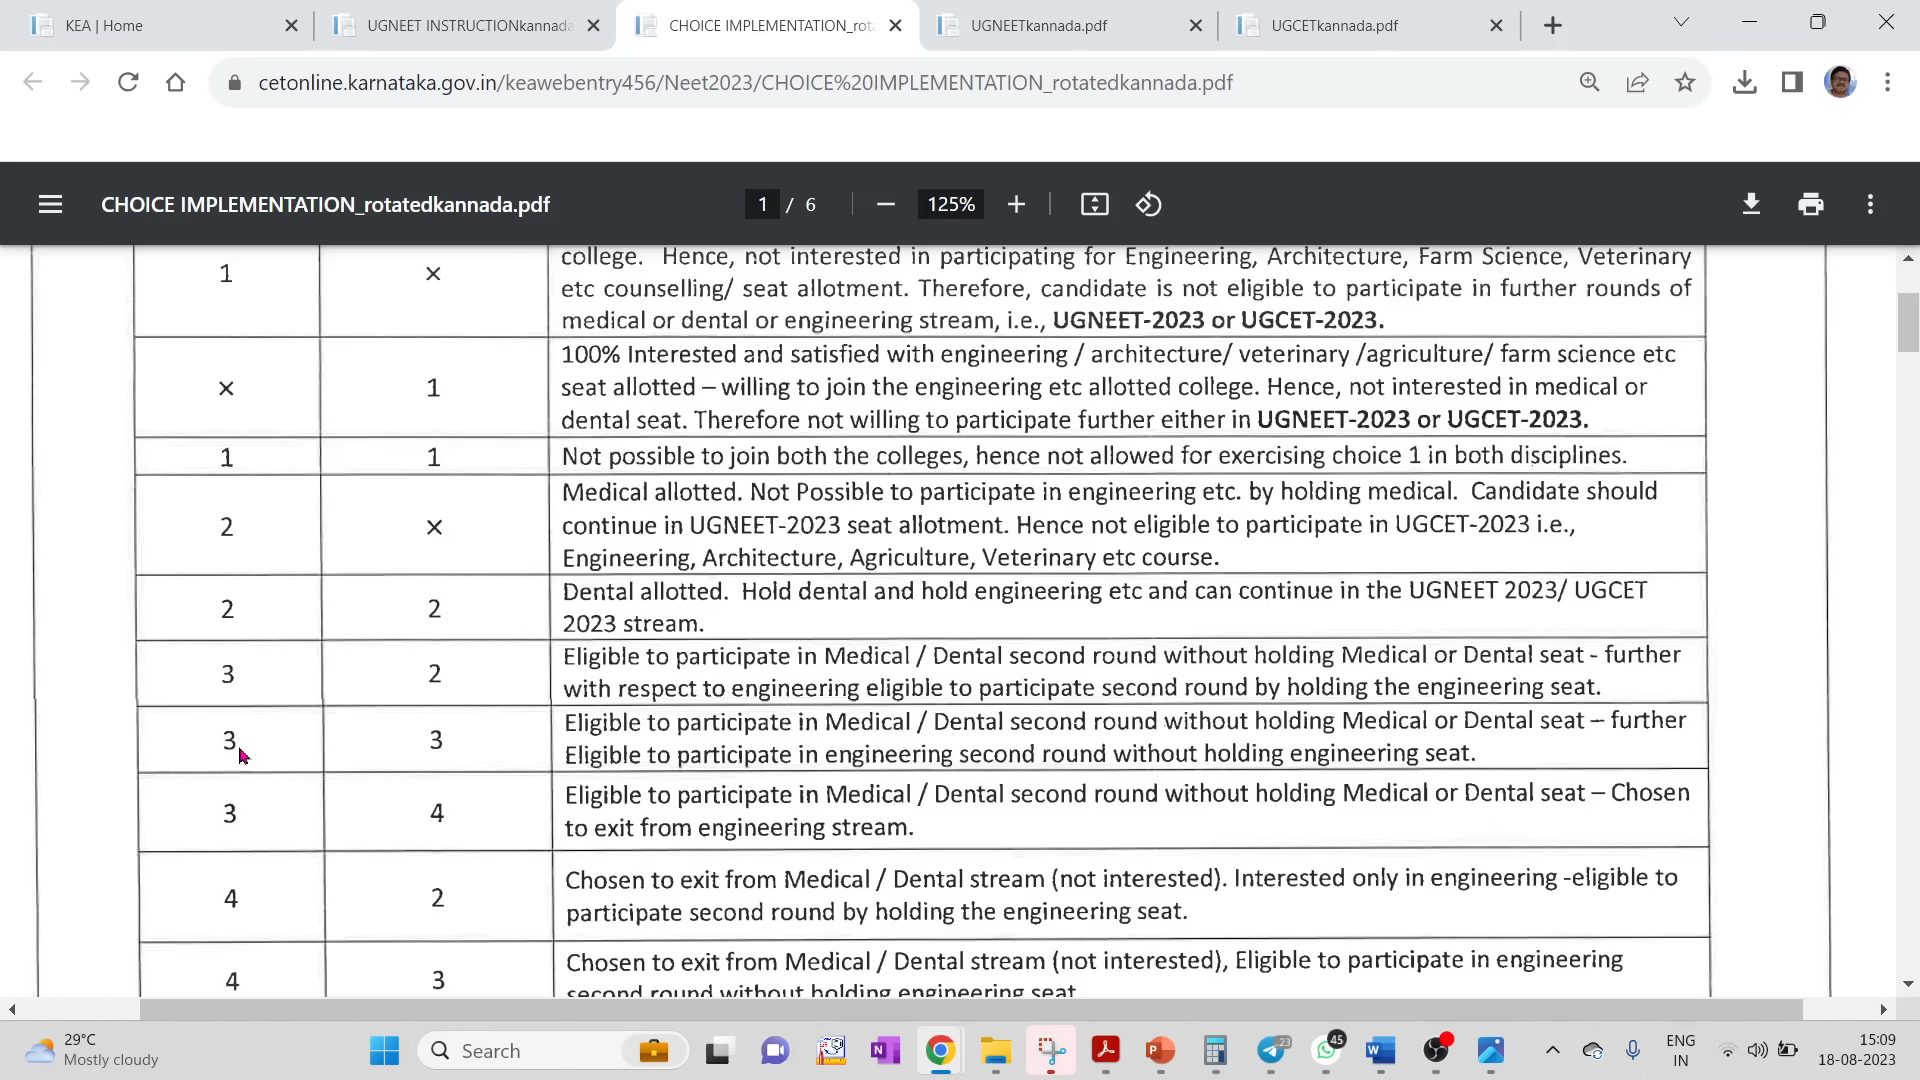 KEA | Home
UGNEET INSTRUCTIONkannada
CHOICE IMPLEMENTATION_rota
UGNEETkannada.pdf
UGCETkannada.pdf
cetonline.karnataka.gov.in/keawebentry456/Neet2023/CHOICE%20IMPLEMENTATION_rotatedkannada.pdf
CHOICE IMPLEMENTATION_rotatedkannada.pdf
1 / 6
125%
1 × college. Hence, not interested in participating for Engineering, Architecture, Farm Science, Veterinary
etc counselling/ seat allotment. Therefore, candidate is not eligible to participate in further rounds of
medical or dental or engineering stream, i.e., UGNEET-2023 or UGCET-2023.
× 1 100% Interested and satisfied with engineering / architecture/ veterinary /agriculture/ farm science etc
seat allotted – willing to join the engineering etc allotted college. Hence, not interested in medical or
dental seat. Therefore not willing to participate further either in UGNEET-2023 or UGCET-2023.
1 1 Not possible to join both the colleges, hence not allowed for exercising choice 1 in both disciplines.
2 × Medical allotted. Not Possible to participate in engineering etc. by holding medical. Candidate should
continue in UGNEET-2023 seat allotment. Hence not eligible to participate in UGCET-2023 i.e.,
Engineering, Architecture, Agriculture, Veterinary etc course.
2 2 Dental allotted. Hold dental and hold engineering etc and can continue in the UGNEET 2023/ UGCET
2023 stream.
3 2 Eligible to participate in Medical / Dental second round without holding Medical or Dental seat - further
with respect to engineering eligible to participate second round by holding the engineering seat.
3 3 Eligible to participate in Medical / Dental second round without holding Medical or Dental seat – further
Eligible to participate in engineering second round without holding engineering seat.
3 4 Eligible to participate in Medical / Dental second round without holding Medical or Dental seat – Chosen
to exit from engineering stream.
4 2 Chosen to exit from Medical / Dental stream (not interested). Interested only in engineering -eligible to
participate second round by holding the engineering seat.
4 3 Chosen to exit from Medical / Dental stream (not interested), Eligible to participate in engineering
second round without holding engineering seat
29°C
Mostly cloudy
Search
23
45
ENG
IN
15:09
18-08-2023